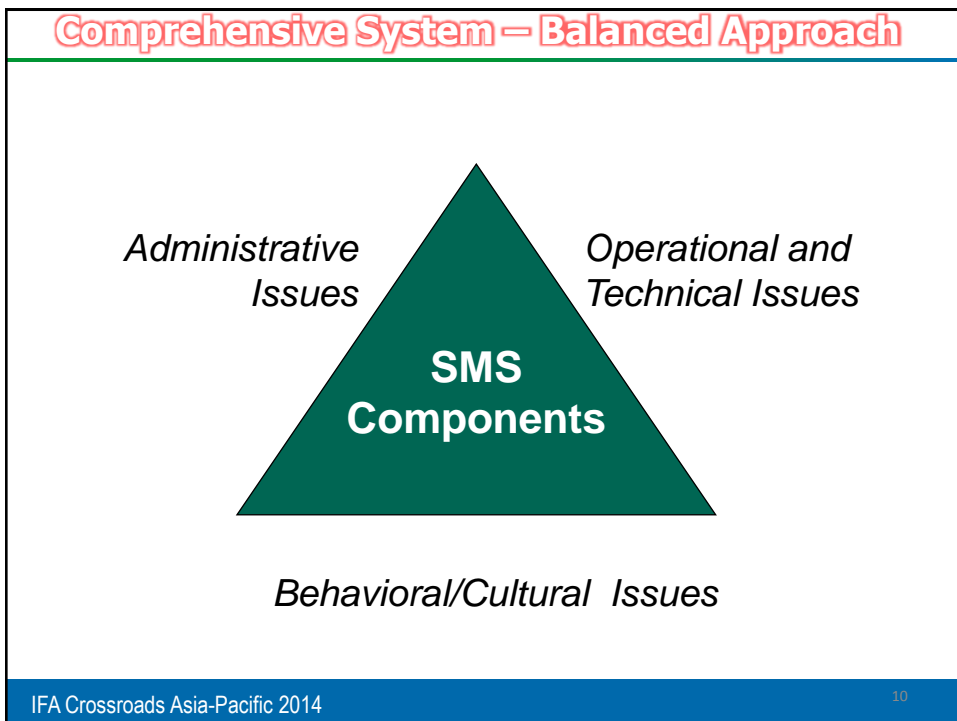 Comprehensive System – Balanced Approach
Administrative
Issues
Operational and
Technical Issues
SMS
Components
Behavioral/Cultural Issues
IFA Crossroads Asia-Pacific 2014
10